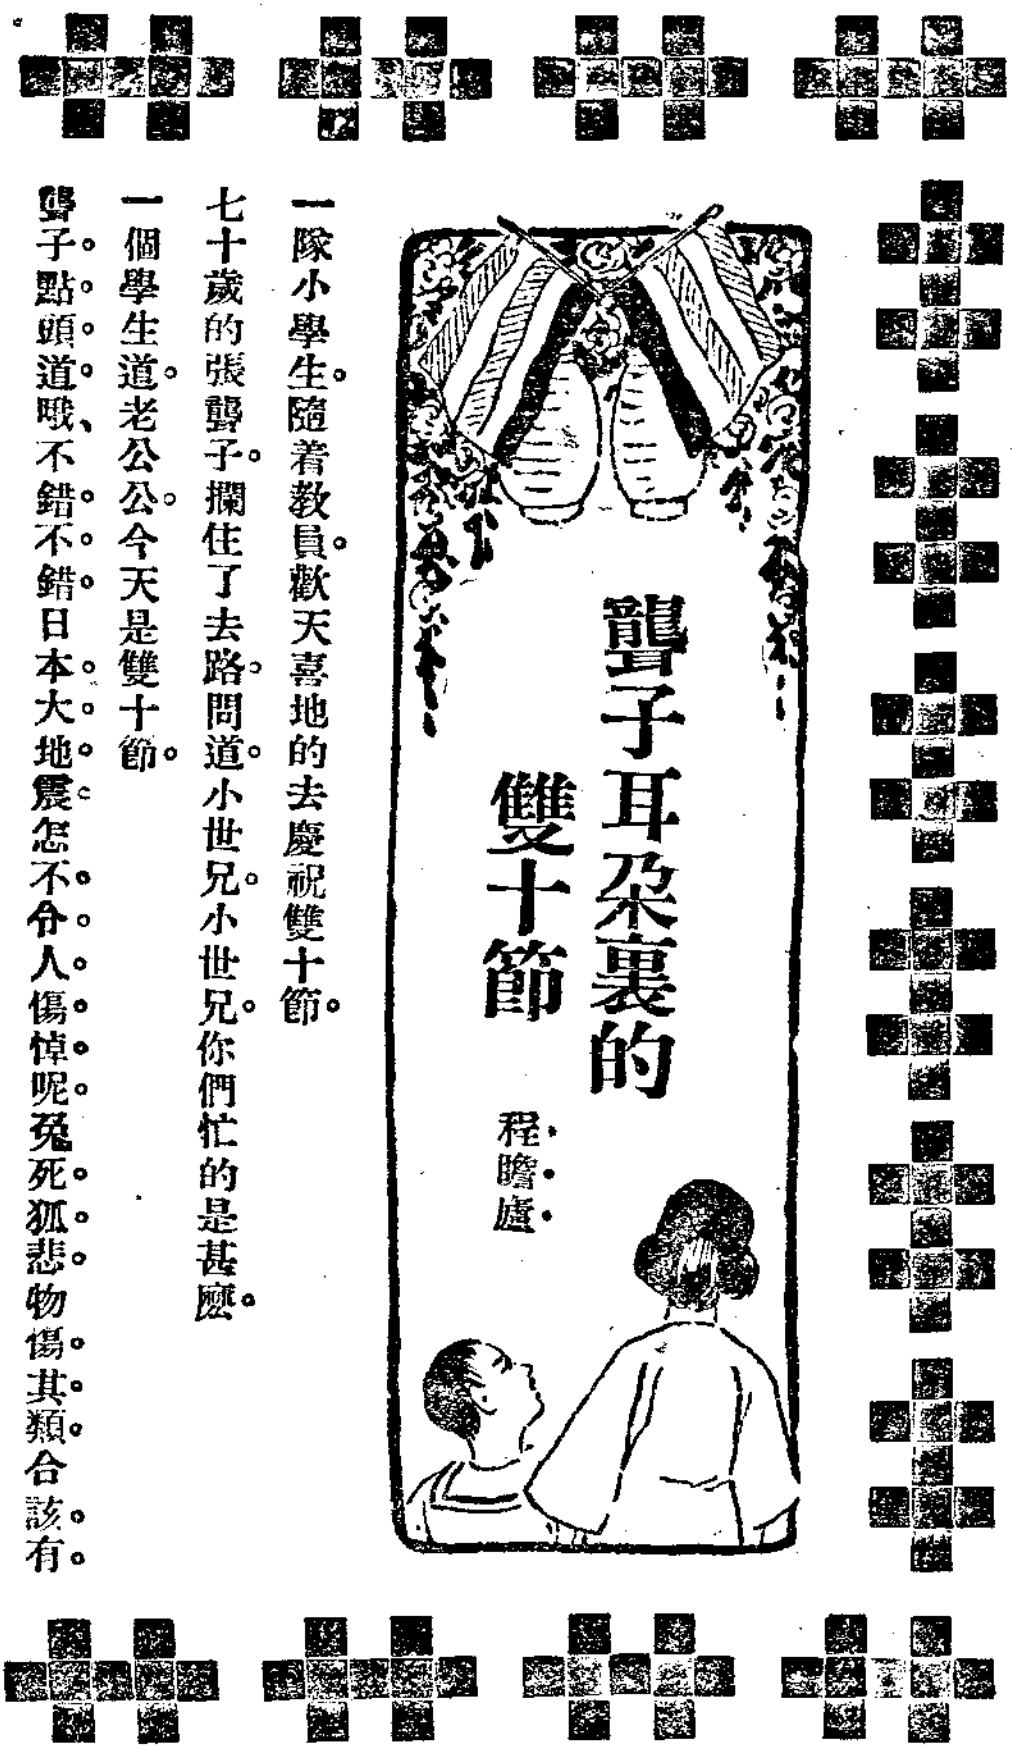 聾子耳朶裏的
雙十節
程瞻廬
一隊小學生。隨着教員。歡天喜地的去慶祝雙十節。
七十歲的張聾子。攔住了去路。問道。小世兄。小世兄。你們忙的是甚麽。
一個學生道。老公公。今天是雙十節。
聾子點頭道。哦、不錯不錯。日本大地震。怎不令人傷悼呢。兔死狐悲。物傷其類。合該有